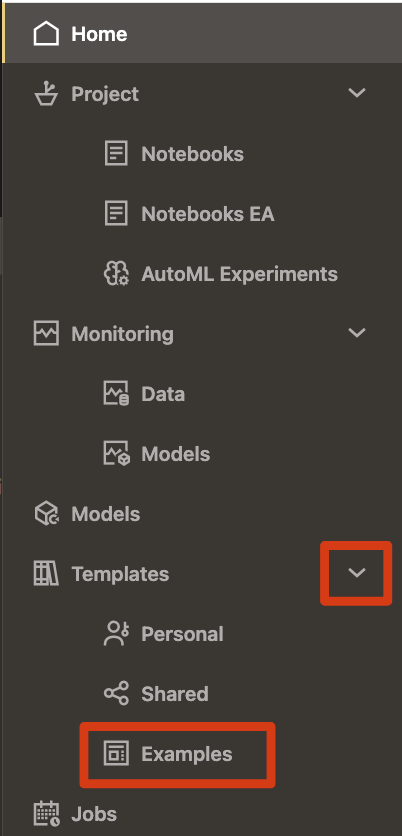 Home
Project
Notebooks
Notebooks EA
AutoML Experiments
Monitoring
Data
Models
Models
Templates
Personal
Shared
Examples
Jobs